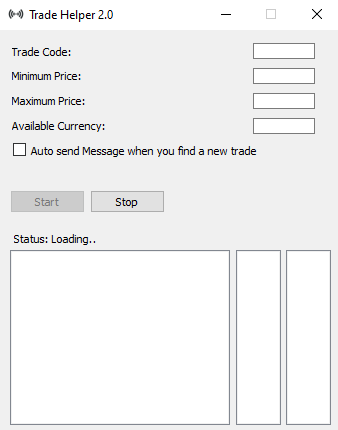 Trade Helper 2.0
Trade Code:
Minimum Price:
Maximum Price:
Available Currency:
Auto send Message when you find a new trade
Start Stop
Status: Loading..